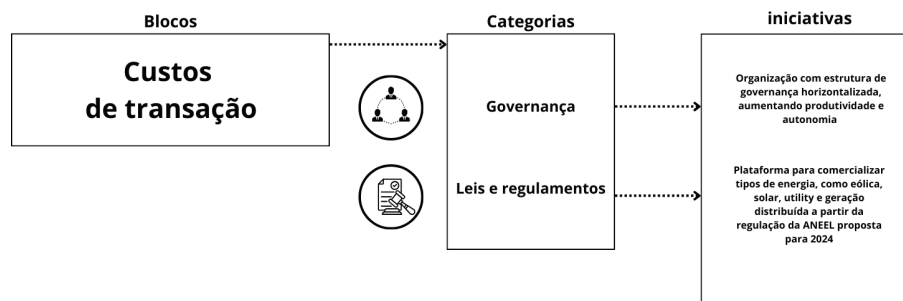 Blocos
Categorias
iniciativas
Custos
de transação
Governança
Leis e regulamentos
Organização com estrutura de
governança horizontalizada,
aumentando produtividade e
autonomia
Plataforma para comercializar
tipos de energia, como eólica,
solar, utility e geração
distribuída a partir da
regulação da ANEEL proposta
para 2024